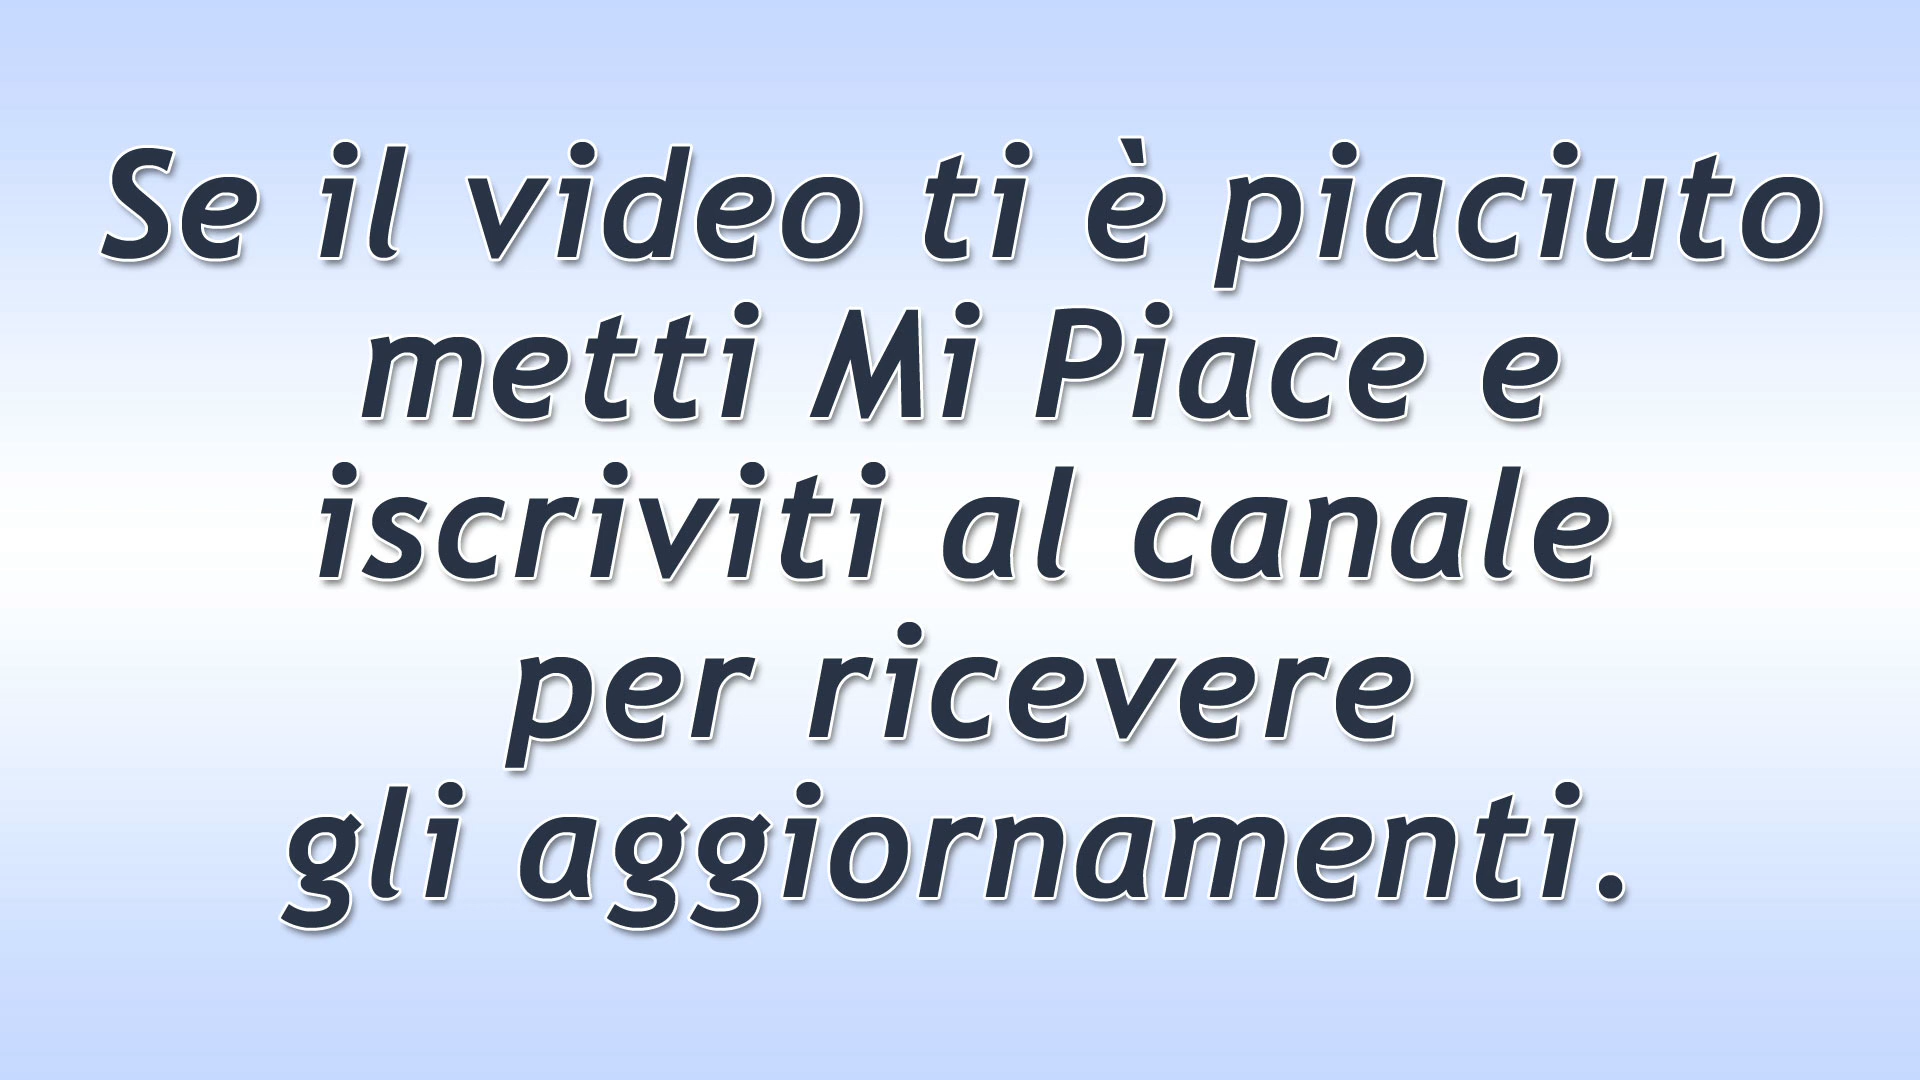 Se il video ti è piaciuto
metti Mi Piace e
iscriviti al canale
per ricevere
gli aggiornamenti.